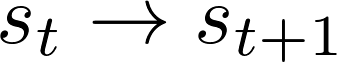 s_t → s_{t+1}